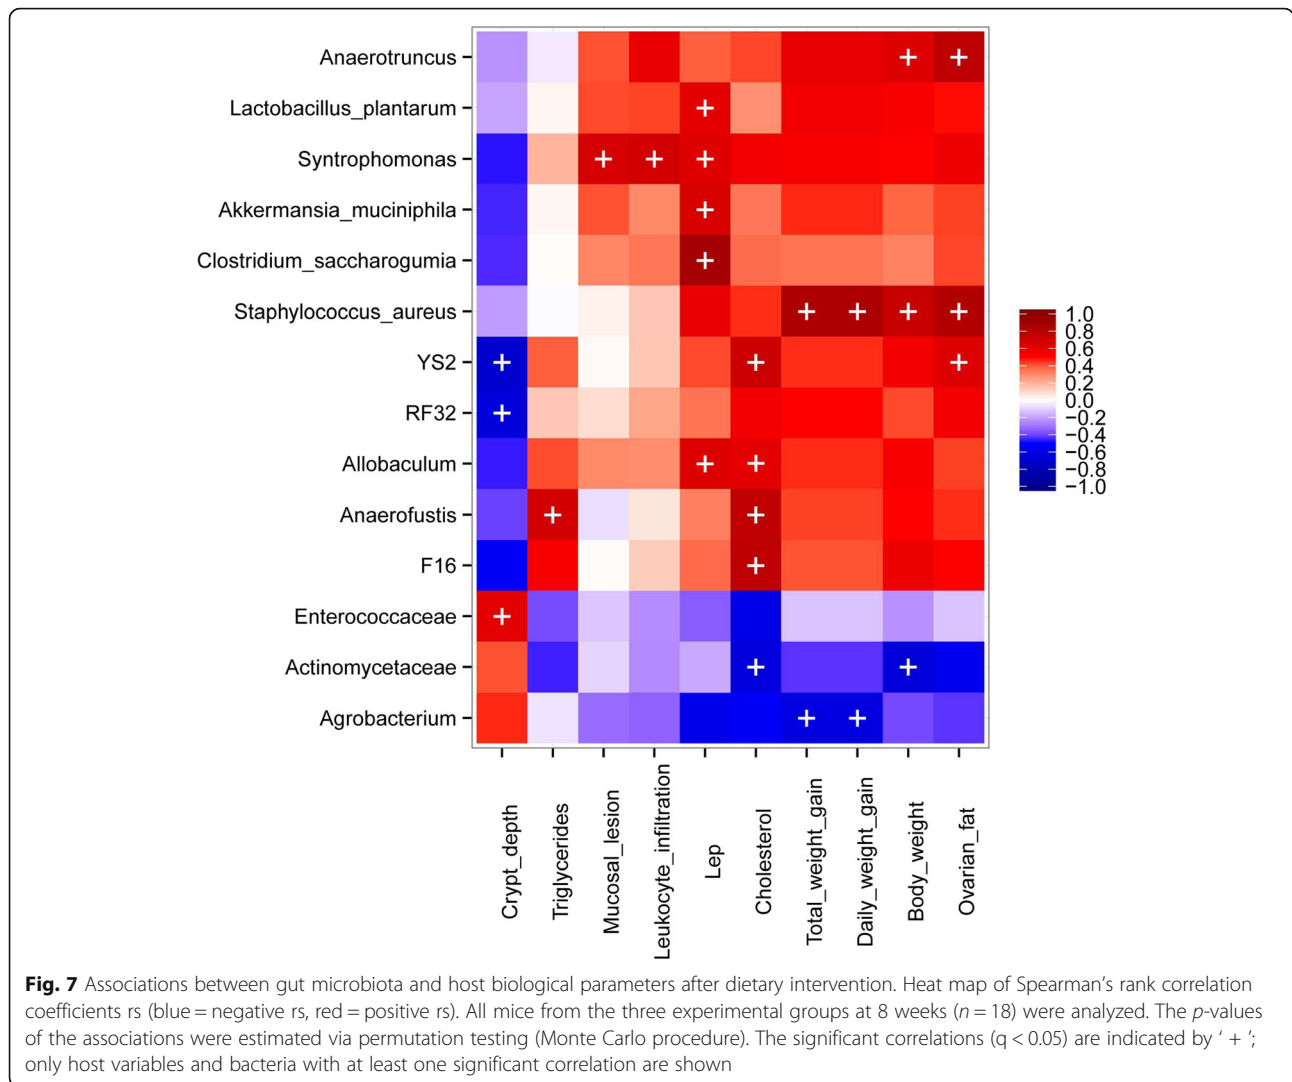 Anaerotruncus
+ +
Lactobacillus_plantarum
+
Syntrophomonas
+ + +
Akkermansia_muciniphila
+
Clostridium_saccharogumia
+
Staphylococcus_aureus
+ + + +
YS2
+ + +
RF32
+
Allobaculum
+ +
Anaerofustis
+ +
F16
+
Enterococcaceae
+
Actinomycetaceae
+ +
Agrobacterium
+ +
1.0
0.8
0.6
0.4
0.2
0.0
−0.2
−0.4
−0.6
−0.8
−1.0
Crypt_depth
Triglycerides
Mucosal_lesion
Leukocyte_infiltration
Lep
Cholesterol
Total_weight_gain
Daily_weight_gain
Body_weight
Ovarian_fat
Fig. 7 Associations between gut microbiota and host biological parameters after dietary intervention. Heat map of Spearman's rank correlation
coefficients rs (blue = negative rs, red = positive rs). All mice from the three experimental groups at 8 weeks (n = 18) were analyzed. The p-values
of the associations were estimated via permutation testing (Monte Carlo procedure). The significant correlations (q < 0.05) are indicated by ‘ + ’;
only host variables and bacteria with at least one significant correlation are shown